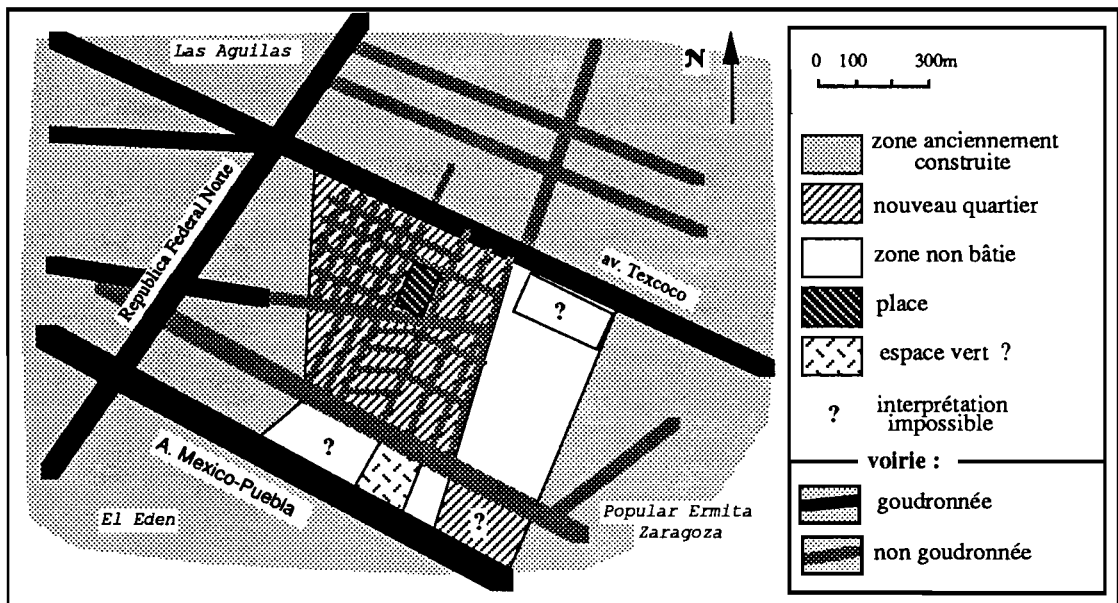 Las Aguilas
N
Republica Federal Norte
av. Texcoco
?
?
?
A. Mexico-Puebla
El Eden
Popular Ermita
Zaragoza
0 100 300m
zone anciennement
construite
nouveau quartier
zone non bâtie
place
espace vert ?
? interprétation
impossible
voirie :
goudronnée
non goudronnée